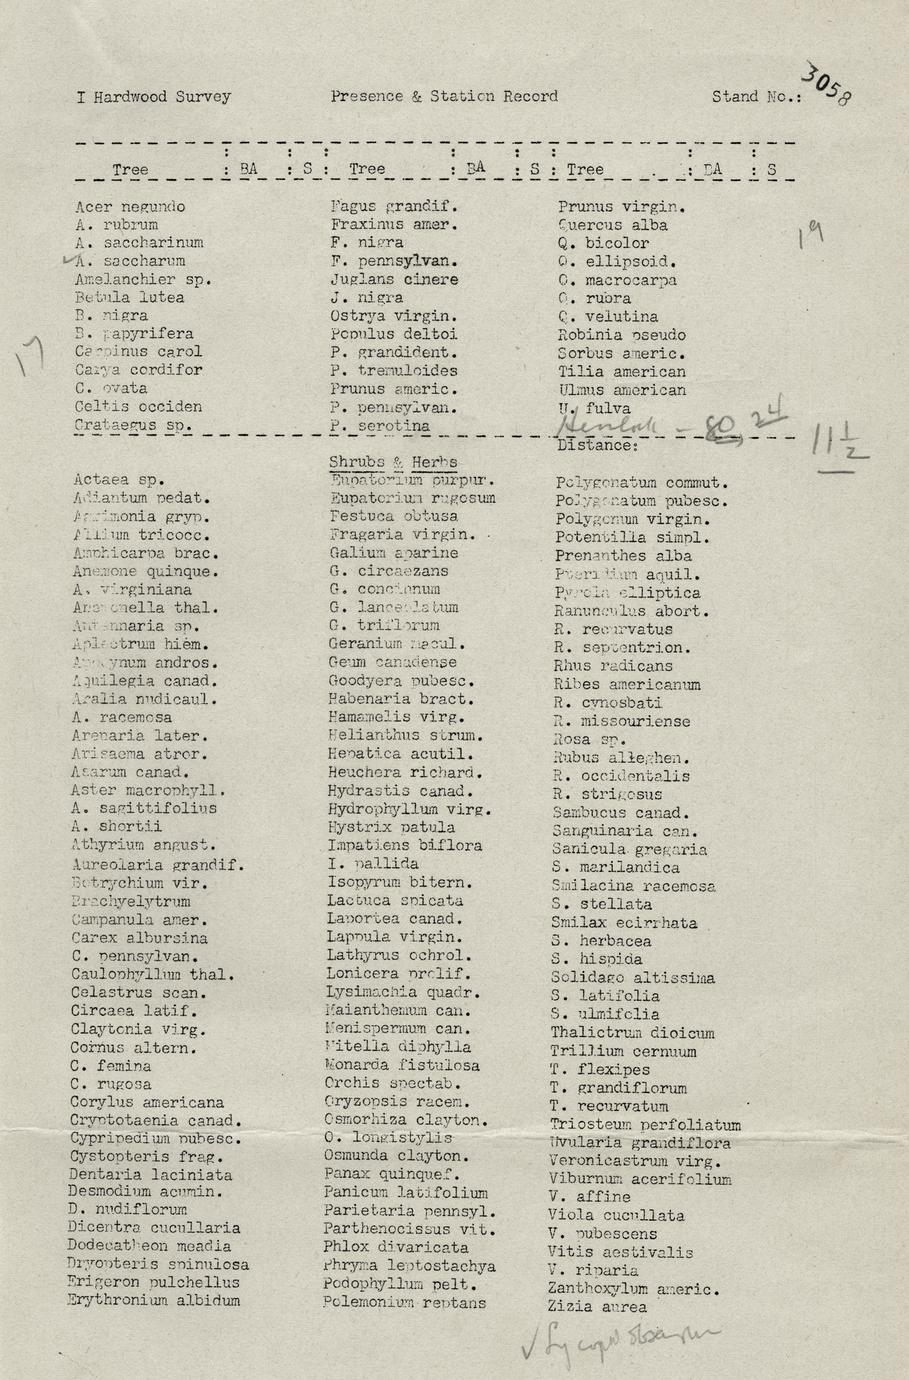 I Hardwood Survey Presence & Station Record Stand No.: 3058
Tree : BA : S : Tree : BA : S : Tree : BA : S
Acer negundo
A. rubrum
A. saccharinum
✓A. saccharum
Amelanchier sp.
Betula lutea
B. nigra
B. papyrifera
Carpinus carol
Carya cordifor
C. ovata
Celtis occiden
Crataegus sp.
17
Fagus grandif.
Fraxinus amer.
F. nigra
F. pennsylvan.
Juglans cinere
J. nigra
Ostrya virgin.
Populus deltoi
P. grandident.
P. tremuloides
Prunus americ.
P. pennsylvan.
P. serotina
Prunus virgin.
Quercus alba
Q. bicolor
Q. ellipsoid.
Q. macrocarpa
Q. rubra
Q. velutina
Robinia pseudo
Sorbus americ.
Tilia american
Ulmus american
U. fulva
Hemlock - 80, 24
19
Distance:
11 1/2
Shrubs & Herbs
Actaea sp.
Adiantum pedat.
Agrimonia gryp.
Allium tricocc.
Amphicarpa brac.
Anemone quinque.
A. virginiana
Anemonella thal.
Antennaria sp.
Aplectrum hiem.
Apocynum andros.
Aquilegia canad.
Aralia nudicaul.
A. racemosa
Arenaria later.
Arisaema atror.
Asarum canad.
Aster macrophyll.
A. sagittifolius
A. shortii
Athyrium angust.
Aureolaria grandif.
Botrychium vir.
Brachyelytrum
Campanula amer.
Carex albursina
C. pennsylvan.
Caulophyllum thal.
Celastrus scan.
Circaea latif.
Claytonia virg.
Cornus altern.
C. femina
C. rugosa
Corylus americana
Cryptotaenia canad.
Cypripedium pubesc.
Cystopteris frag.
Dentaria laciniata
Desmodium acumin.
D. nudiflorum
Dicentra cucullaria
Dodecatheon meadia
Dryopteris spinulosa
Erigeron pulchellus
Erythronium albidum
Eupatorium purpur.
Eupatorium rugosum
Festuca obtusa
Fragaria virgin.
Galium aparine
G. circaezans
G. concinnum
G. lanceolatum
G. triflorum
Geranium macul.
Geum canadense
Goodyera pubesc.
Habenaria bract.
Hamamelis virg.
Helianthus strum.
Hepatica acutil.
Heuchera richard.
Hydrastis canad.
Hydrophyllum virg.
Hystrix patula
Impatiens biflora
I. pallida
Isopyrum bitern.
Lactuca spicata
Laportea canad.
Lappula virgin.
Lathyrus ochrol.
Lonicera prolif.
Lysimachia quadr.
Maianthemum can.
Menispermum can.
Mitella diphylla
Monarda fistulosa
Orchis spectab.
Oryzopsis racem.
Osmorhiza clayton.
O. longistylis
Osmunda clayton.
Panax quinquef.
Panicum latifolium
Parietaria pennsyl.
Parthenocissus vit.
Phlox divaricata
Phryma leptostachya
Podophyllum pelt.
Polemonium reptans
Polygonatum commut.
Polygonatum pubesc.
Polygonum virgin.
Potentilla simpl.
Prenanthes alba
Pteridium aquil.
Pyrola elliptica
Ranunculus abort.
R. recurvatus
R. septentrion.
Rhus radicans
Ribes americanum
R. cynosbati
R. missouriense
Rosa sp.
Rubus alleghen.
R. occidentalis
R. strigosus
Sambucus canad.
Sanguinaria can.
Sanicula gregaria
S. marilandica
Smilacina racemosa
S. stellata
Smilax ecirrhata
S. herbacea
S. hispida
Solidago altissima
S. latifolia
S. ulmifolia
Thalictrum dioicum
Trillium cernuum
T. flexipes
T. grandiflorum
T. recurvatum
Triosteum perfoliatum
Uvularia grandiflora
Veronicastrum virg.
Viburnum acerifolium
V. affine
Viola cucullata
V. pubescens
Vitis aestivalis
V. riparia
Zanthoxylum americ.
Zizia aurea
✓